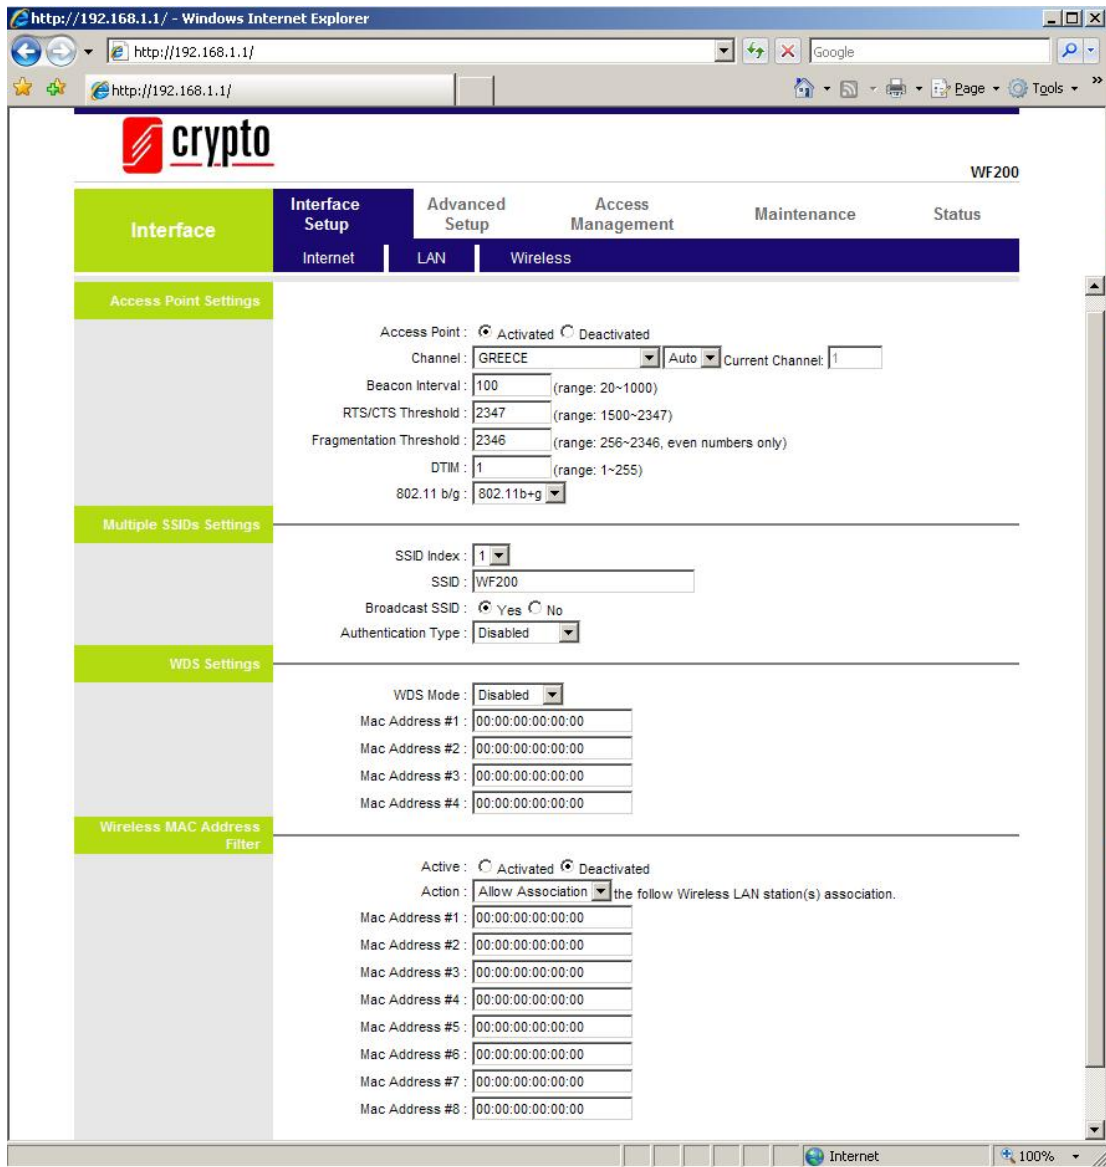 http://192.168.1.1/ - Windows Internet Explorer
http://192.168.1.1/ Google
http://192.168.1.1/ Page Tools »
crypto
WF200
Interface
Interface Setup
Advanced Setup
Access Management
Maintenance
Status
Internet LAN Wireless
Access Point Settings
Access Point : Activated Deactivated
Channel : GREECE Auto Current Channel: 1
Beacon Interval : 100 (range: 20~1000)
RTS/CTS Threshold : 2347 (range: 1500~2347)
Fragmentation Threshold : 2346 (range: 256~2346, even numbers only)
DTIM : 1 (range: 1~255)
802.11 b/g : 802.11b+g
Multiple SSIDs Settings
SSID Index : 1
SSID : WF200
Broadcast SSID : Yes No
Authentication Type : Disabled
WDS Settings
WDS Mode : Disabled
Mac Address #1 : 00:00:00:00:00:00
Mac Address #2 : 00:00:00:00:00:00
Mac Address #3 : 00:00:00:00:00:00
Mac Address #4 : 00:00:00:00:00:00
Wireless MAC Address
Filter
Active : Activated Deactivated
Action : Allow Association the follow Wireless LAN station(s) association.
Mac Address #1 : 00:00:00:00:00:00
Mac Address #2 : 00:00:00:00:00:00
Mac Address #3 : 00:00:00:00:00:00
Mac Address #4 : 00:00:00:00:00:00
Mac Address #5 : 00:00:00:00:00:00
Mac Address #6 : 00:00:00:00:00:00
Mac Address #7 : 00:00:00:00:00:00
Mac Address #8 : 00:00:00:00:00:00
Internet 100%